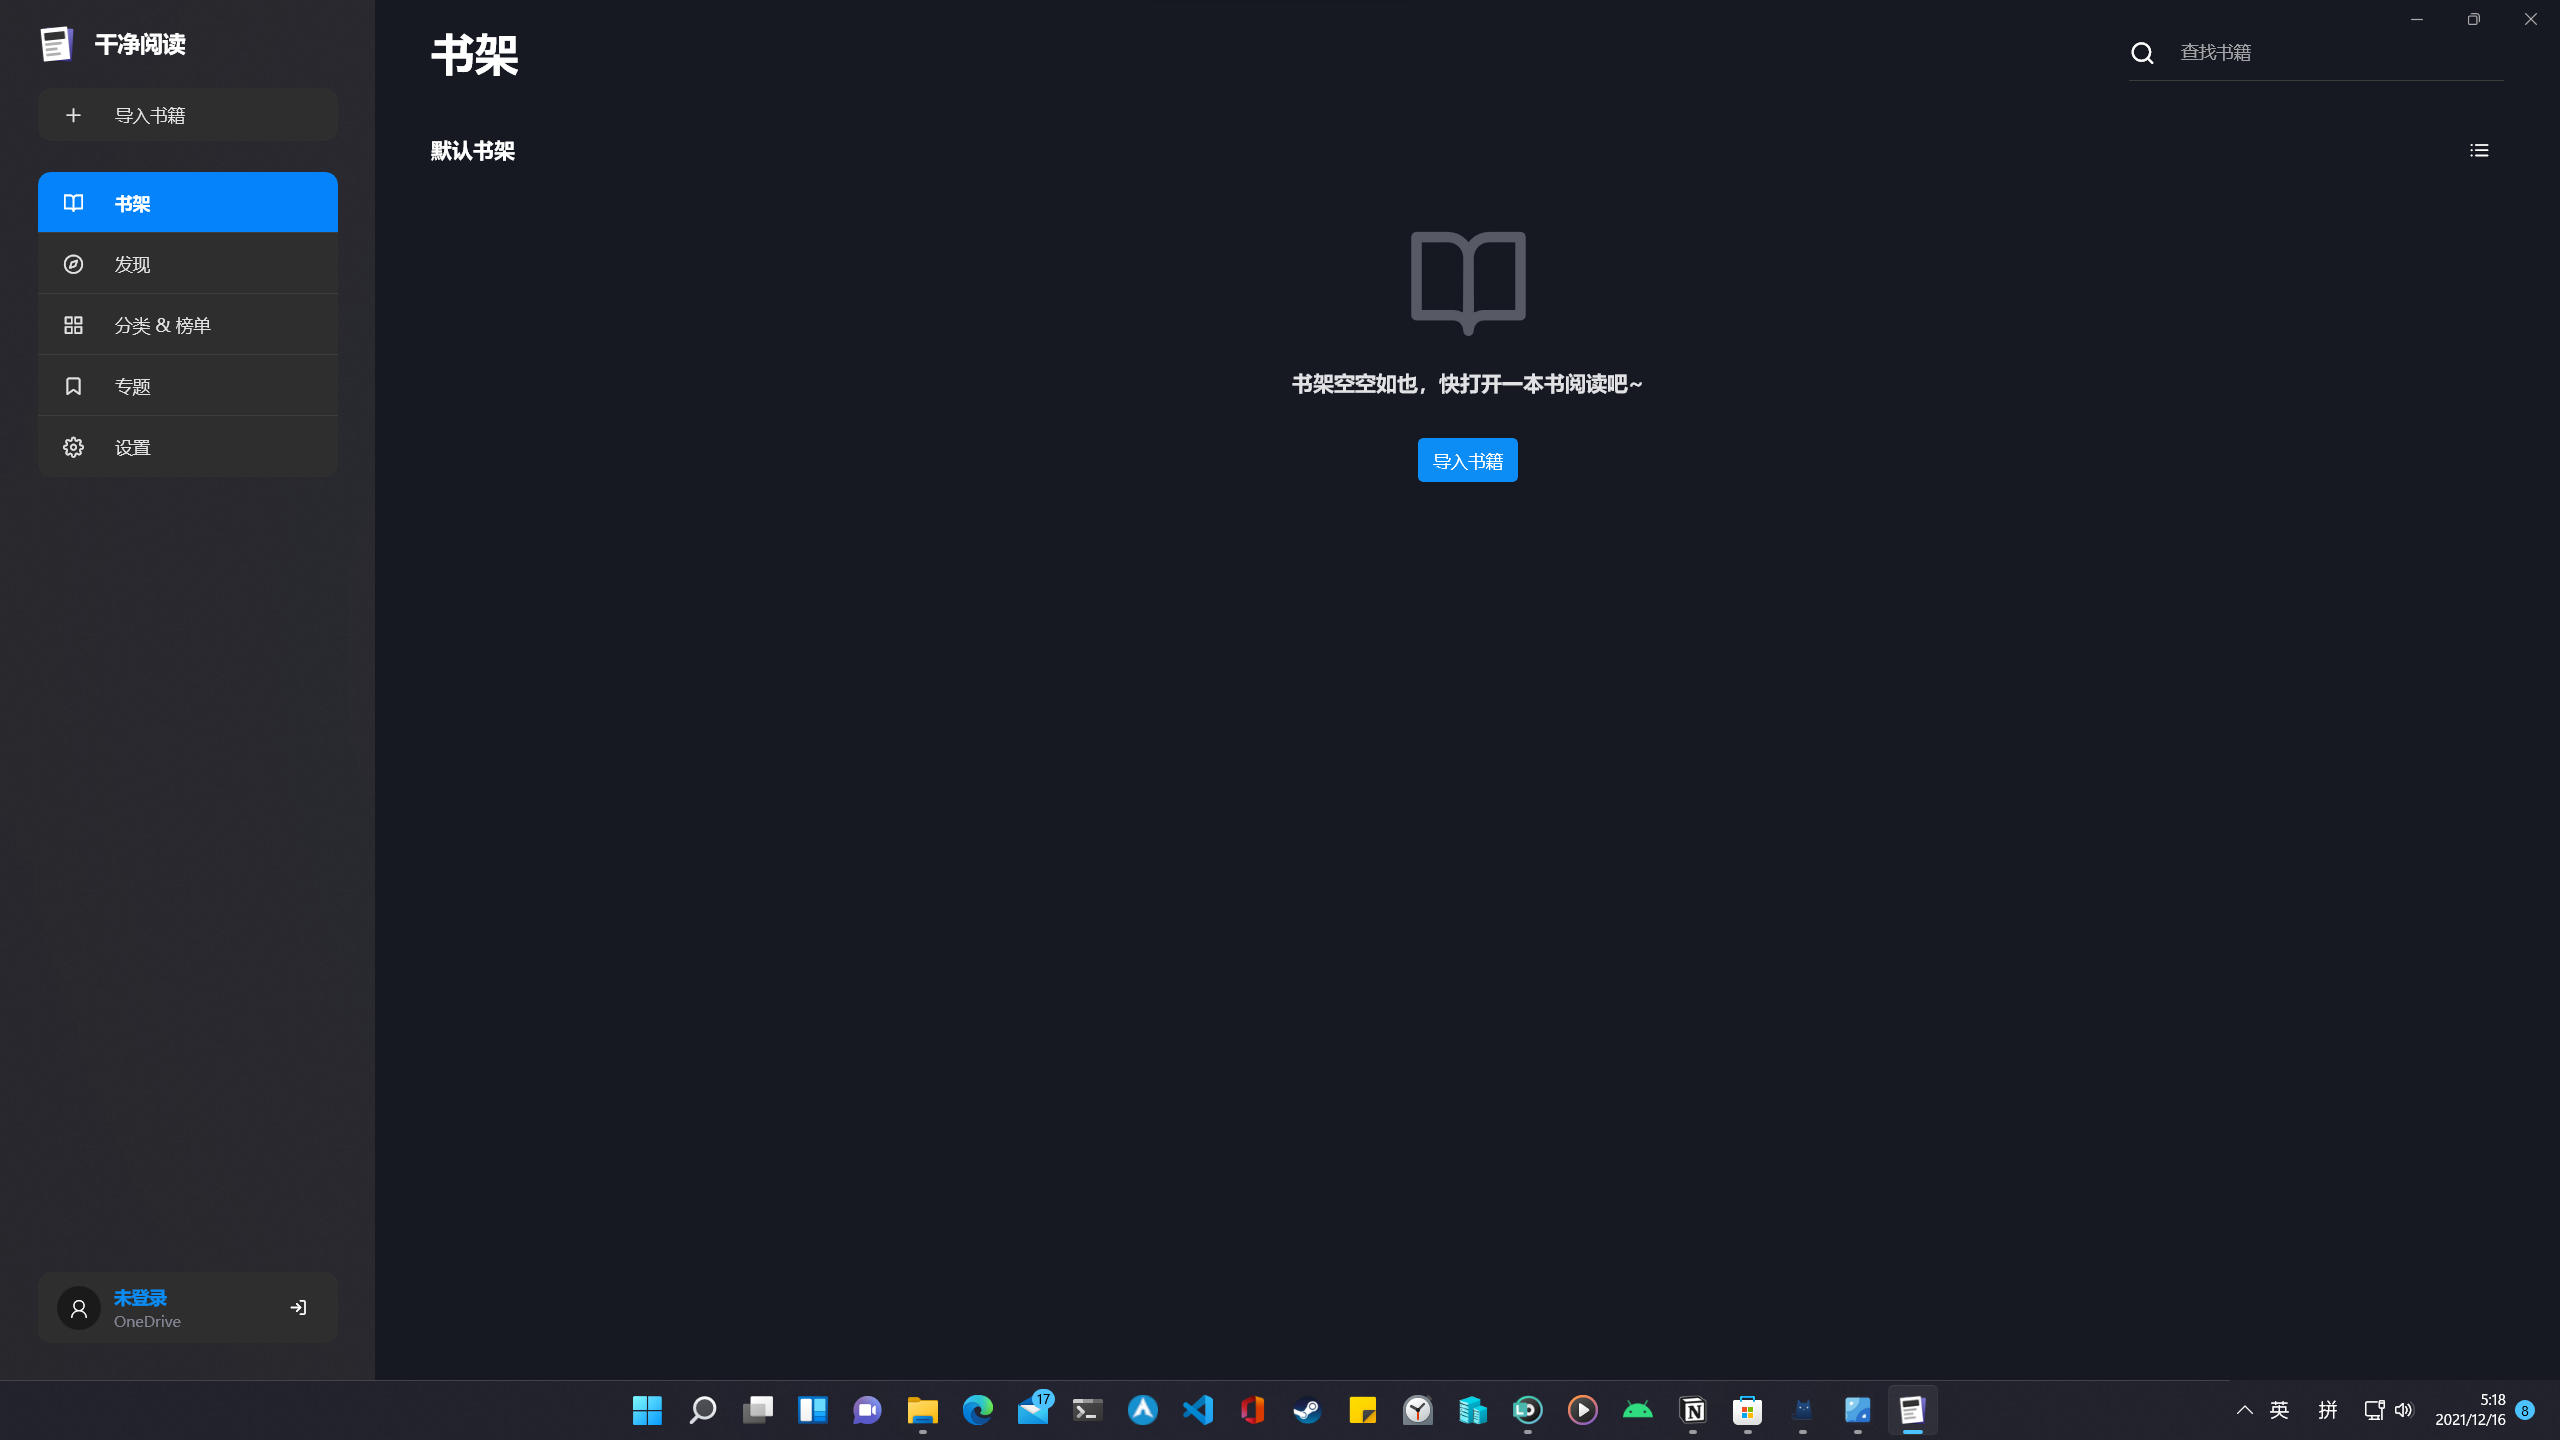 干净阅读
导入书籍
书架
发现
分类 & 榜单
专题
设置
未登录
OneDrive
书架
查找书籍
默认书架
书架空空如也，快打开一本书阅读吧~
导入书籍
17
英
拼
5:18
2021/12/16
8